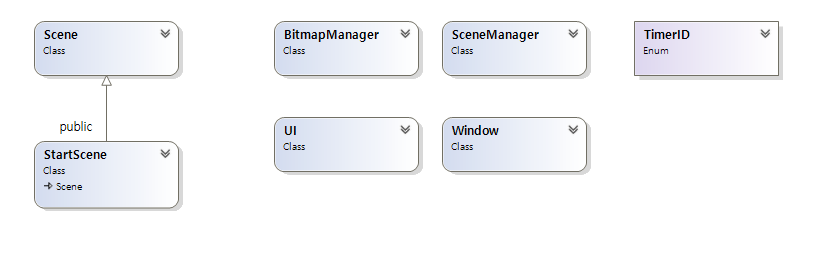 Scene
Class
public
StartScene
Class
Scene
BitmapManager
Class
SceneManager
Class
UI
Class
Window
Class
TimerID
Enum